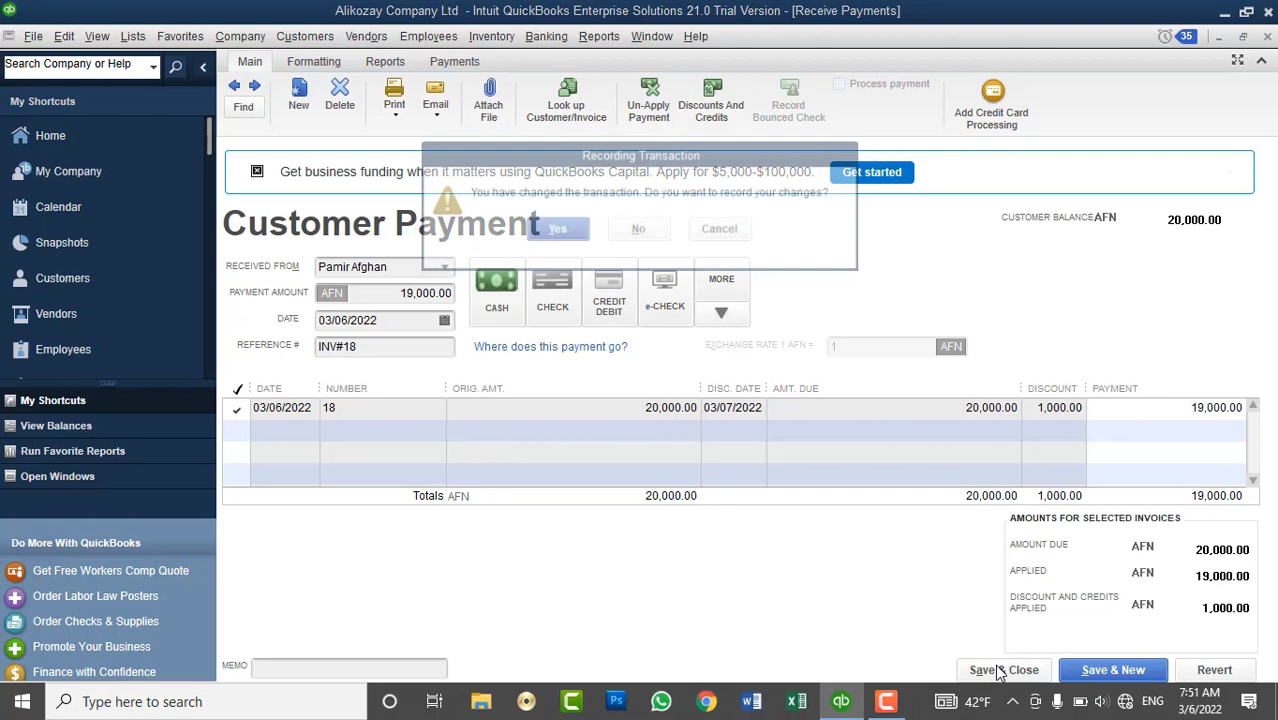 Alikozay Company Ltd - Intuit QuickBooks Enterprise Solutions 21.0 Trial Version - [Receive Payments]
File Edit View Lists Favorites Company Customers Vendors Employees Inventory Banking Reports Window Help 35
Search Company or Help
Main Formatting Reports Payments
My Shortcuts
Find New Delete Print Email Attach File Look up Customer/Invoice Un-Apply Payment Discounts And Credits Record Bounced Check Process payment Add Credit Card Processing
Home
My Company
Calendar
Snapshots
Customers
Vendors
Employees
My Shortcuts
View Balances
Run Favorite Reports
Open Windows
Do More With QuickBooks
Get Free Workers Comp Quote
Order Labor Law Posters
Order Checks & Supplies
Promote Your Business
Finance with Confidence
Recording Transaction
Get business funding when it matters using QuickBooks Capital. Apply for $5,000-$100,000. Get started
You have changed the transaction. Do you want to record your changes?
Yes No Cancel
Customer Payment
CUSTOMER BALANCE AFN 20,000.00
RECEIVED FROM Pamir Afghan
PAYMENT AMOUNT AFN 19,000.00
DATE 03/06/2022
REFERENCE # INV#18
CASH CHECK CREDIT DEBIT e-CHECK MORE
Where does this payment go? EXCHANGE RATE 1 AFN = 1 AFN
DATE NUMBER ORIG. AMT. DISC. DATE AMT. DUE DISCOUNT PAYMENT
03/06/2022 18 20,000.00 03/07/2022 20,000.00 1,000.00 19,000.00
Totals AFN 20,000.00 20,000.00 1,000.00 19,000.00
AMOUNTS FOR SELECTED INVOICES
AMOUNT DUE AFN 20,000.00
APPLIED AFN 19,000.00
DISCOUNT AND CREDITS APPLIED AFN 1,000.00
MEMO
Save & Close Save & New Revert
Type here to search
42°F ENG 7:51 AM
3/6/2022